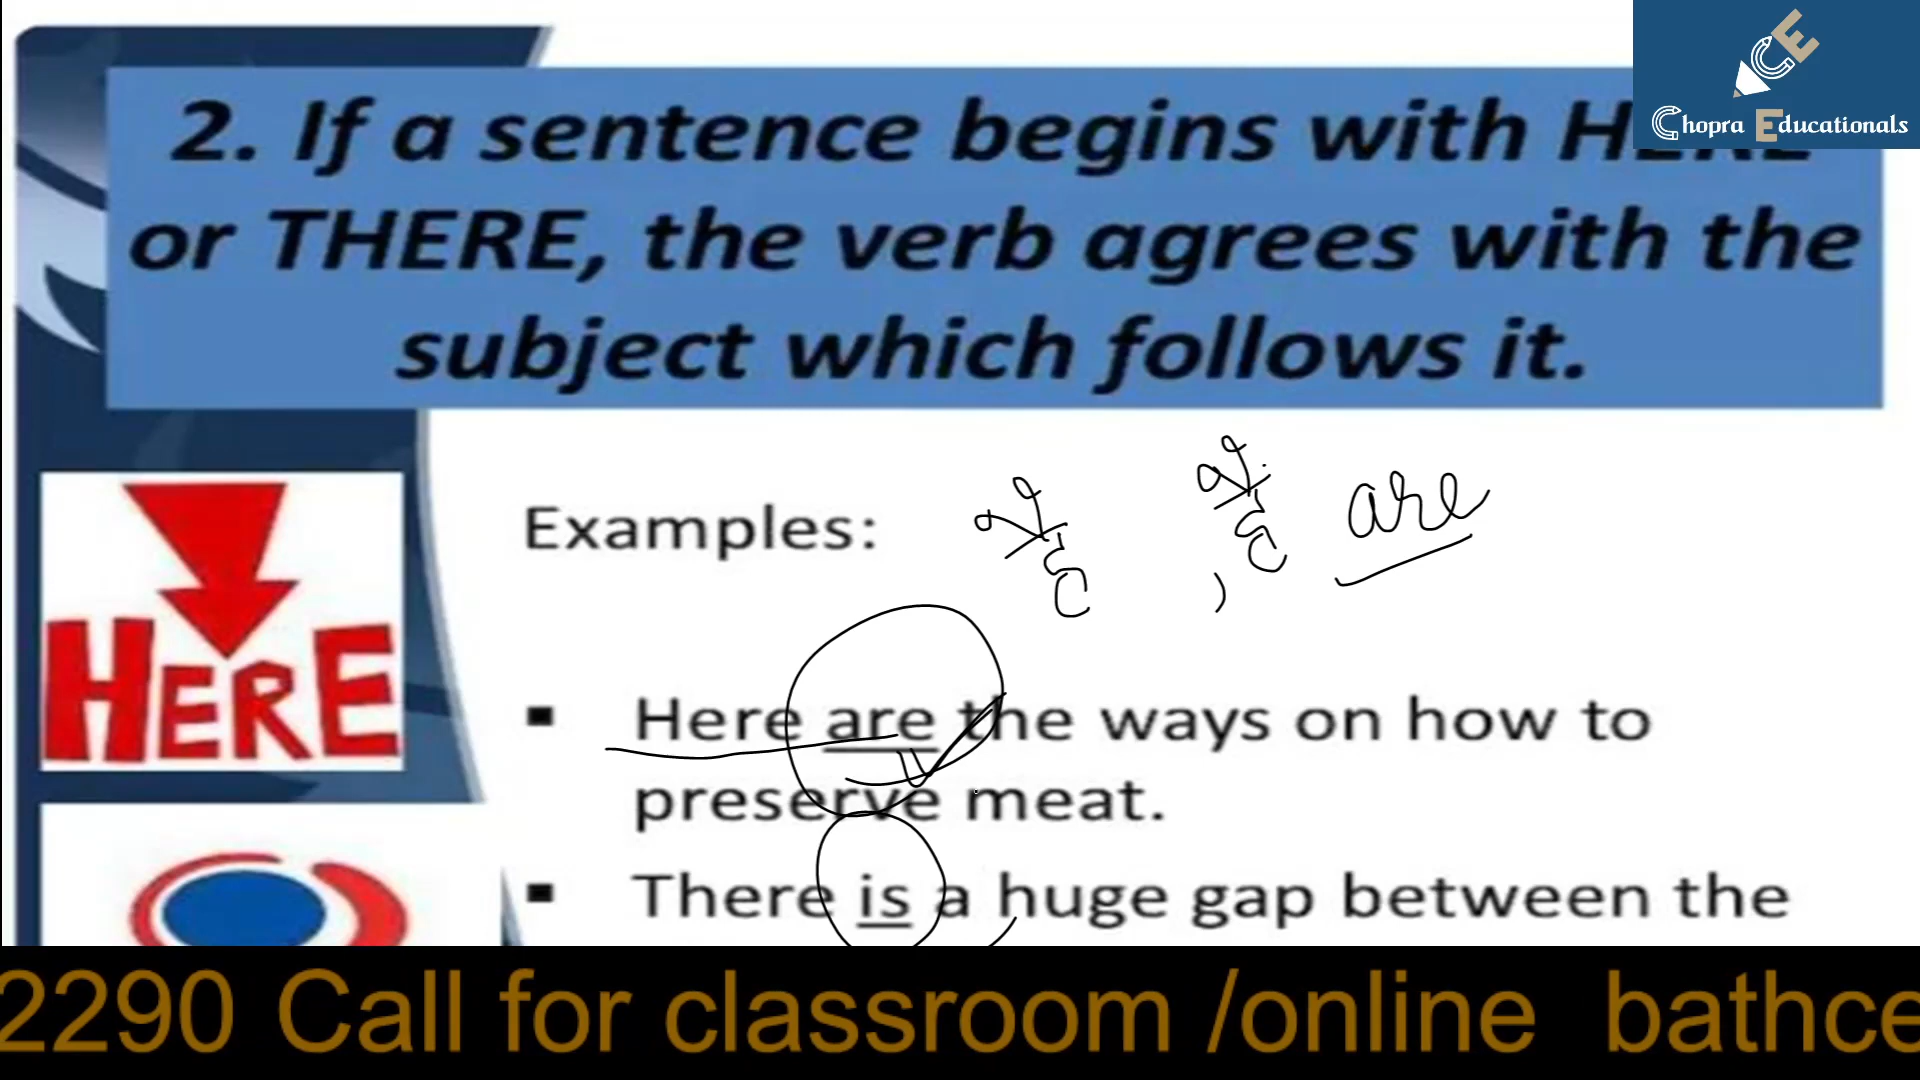 2. If a sentence begins with HERE
or THERE, the verb agrees with the
subject which follows it.
Chopra Educationals
Examples:
are
HERE
Here are the ways on how to
preserve meat.
There is a huge gap between the
2290 Call for classroom /online bathce